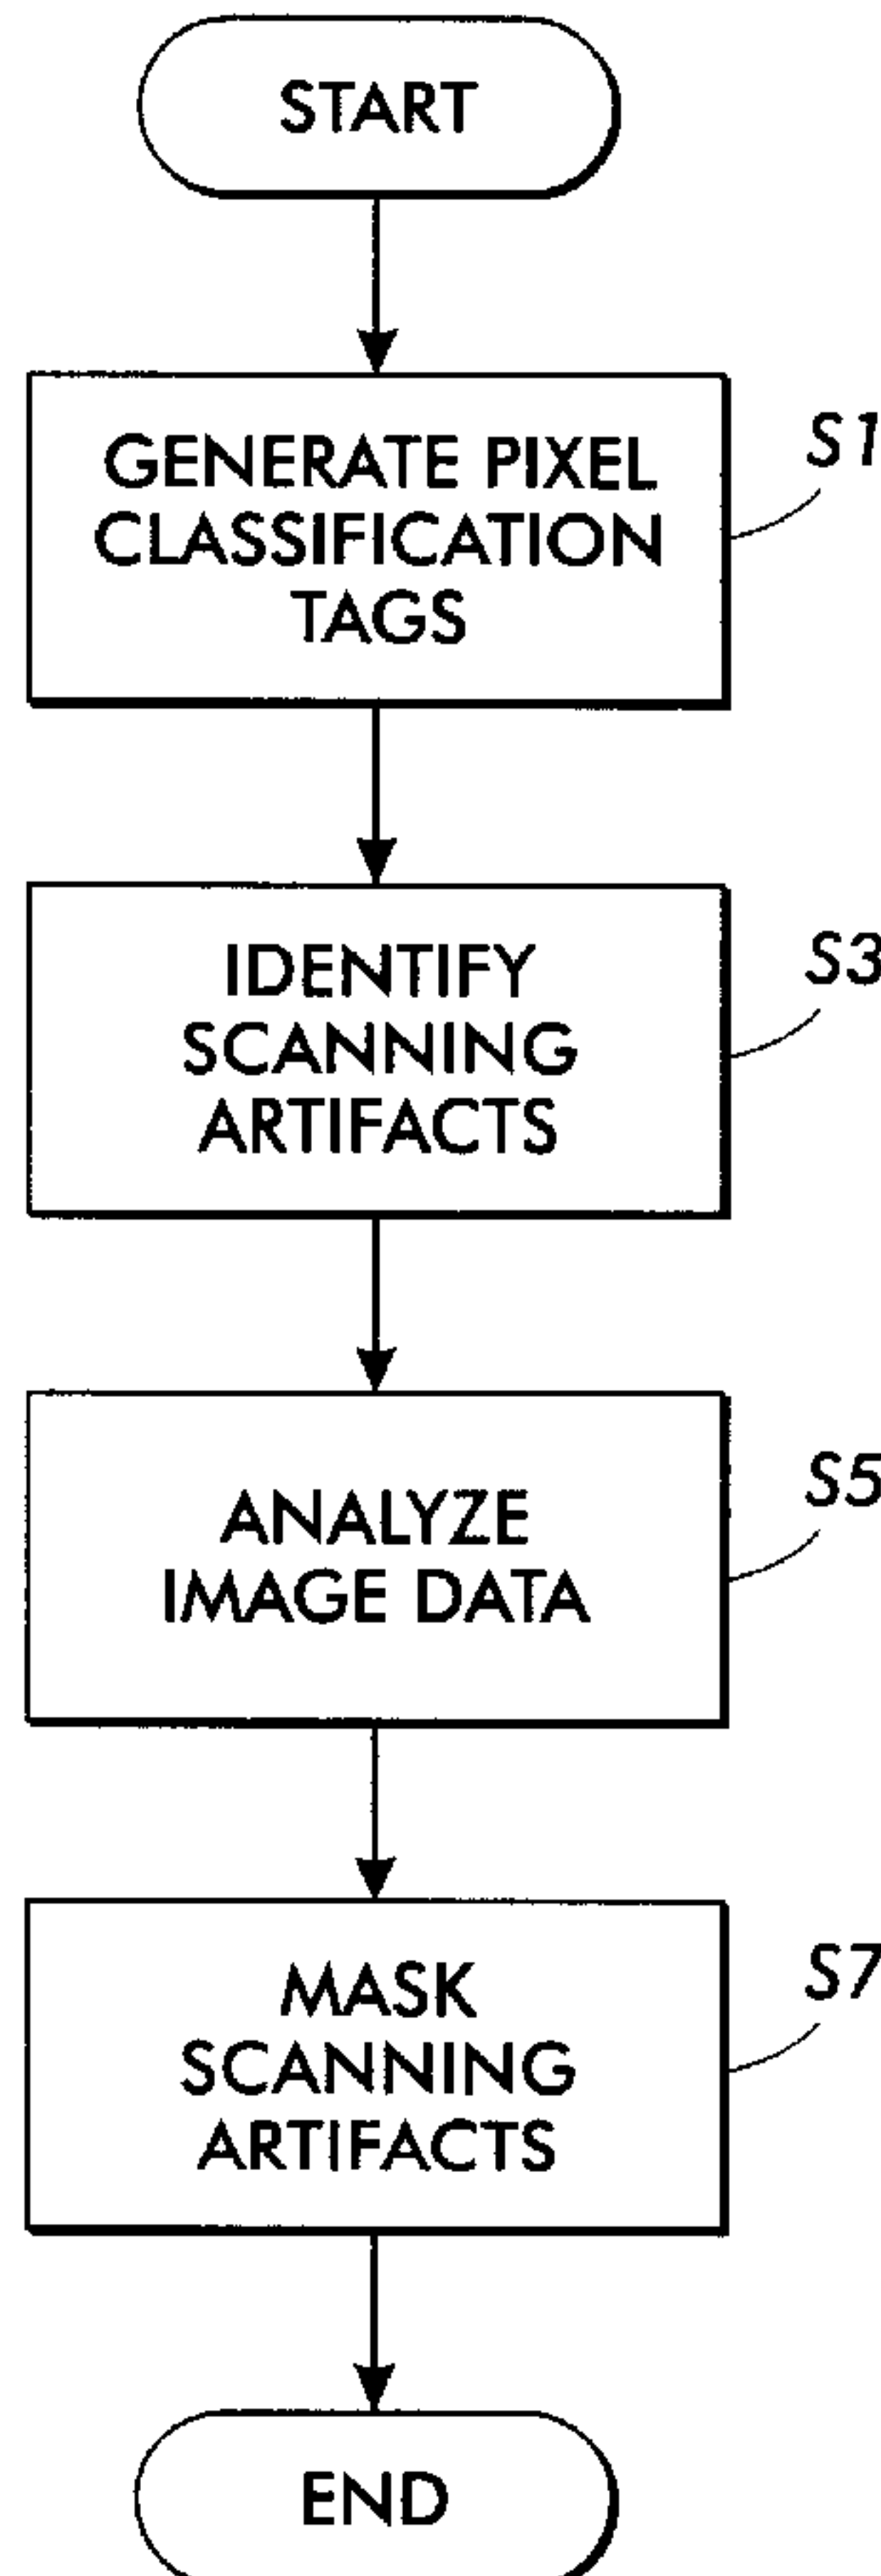 START
GENERATE PIXEL
CLASSIFICATION
TAGS
S1
IDENTIFY
SCANNING
ARTIFACTS
S3
ANALYZE
IMAGE DATA
S5
MASK
SCANNING
ARTIFACTS
S7
END